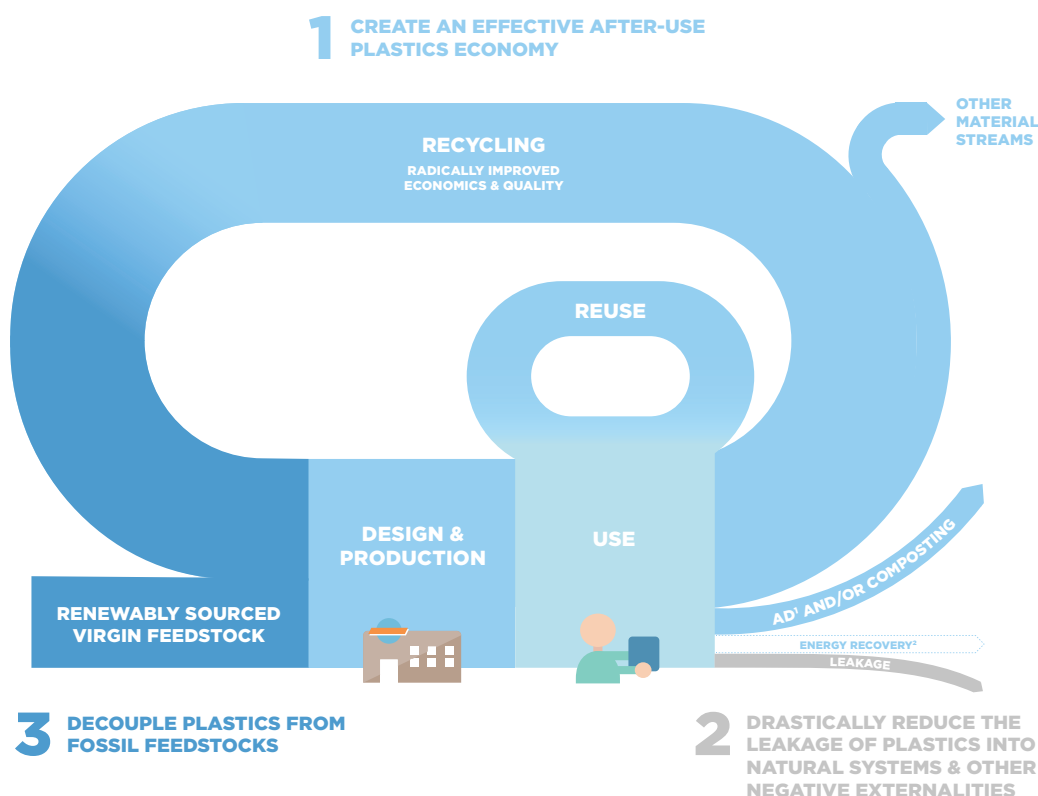 1
CREATE AN EFFECTIVE AFTER-USE
PLASTICS ECONOMY
OTHER
MATERIAL
STREAMS
RECYCLING
RADICALLY IMPROVED
ECONOMICS & QUALITY
REUSE
DESIGN &
PRODUCTION
USE
RENEWABLY SOURCED
VIRGIN FEEDSTOCK
AD¹ AND/OR COMPOSTING
ENERGY RECOVERY²
LEAKAGE
3
DECOUPLE PLASTICS FROM
FOSSIL FEEDSTOCKS
2
DRASTICALLY REDUCE THE
LEAKAGE OF PLASTICS INTO
NATURAL SYSTEMS & OTHER
NEGATIVE EXTERNALITIES